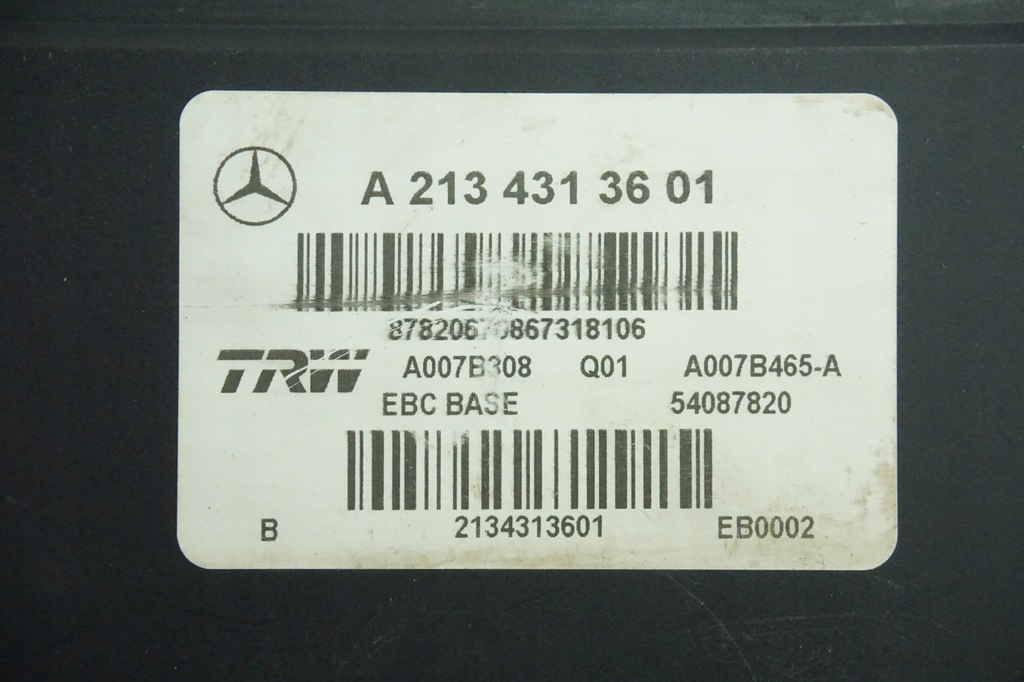 A 213 431 36 01
TRW
A007B308 Q01 A007B465-A
EBC BASE 54087820
2134313601
B EB0002